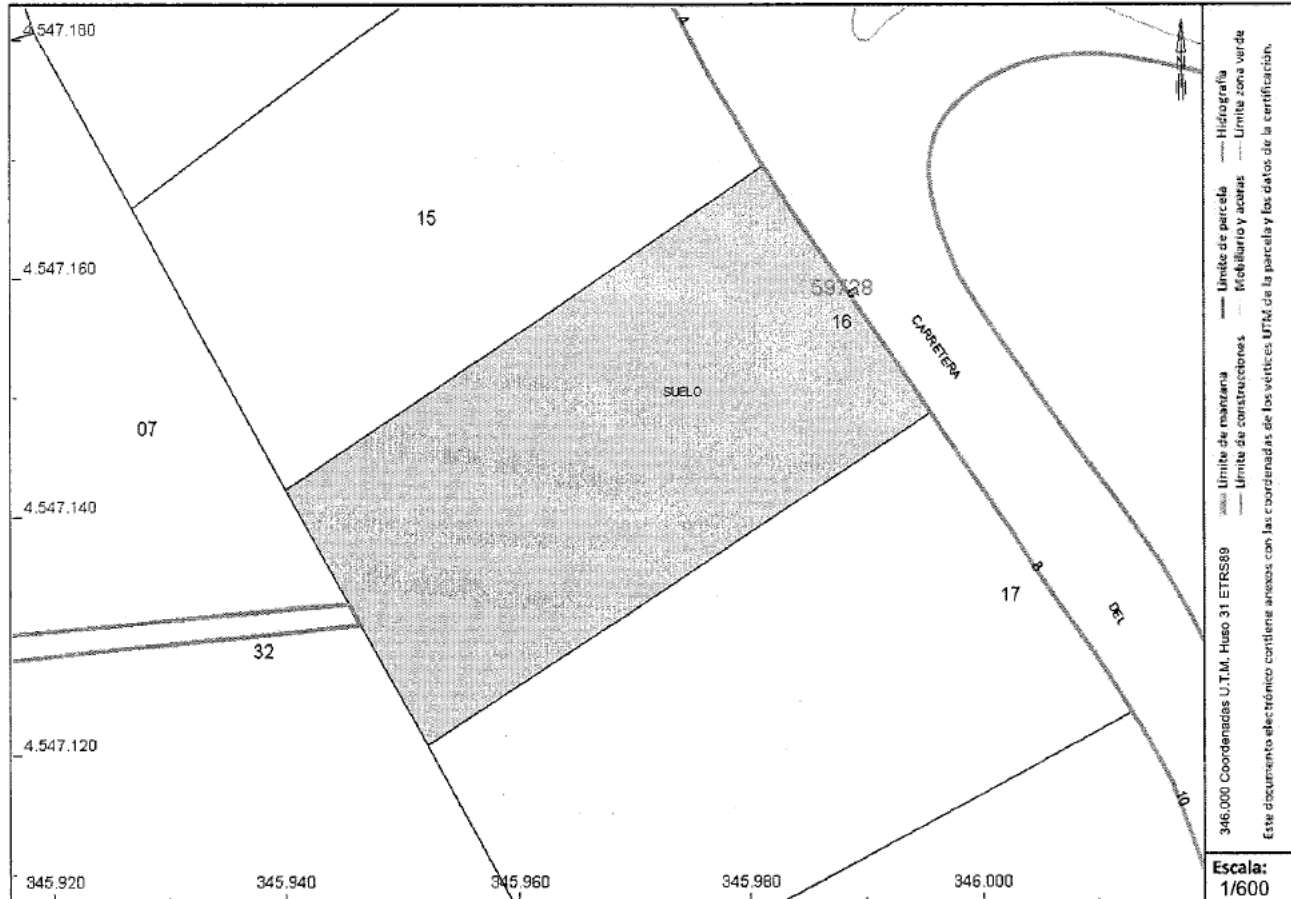 4.547.180
4
15
4.547.160
59728
6
16
CARRETERA
SUELO
07
4.547.140
8
17
DEL
32
4.547.120
10
345.920
345.940
345.960
345.980
346.000
346.000 Coordenadas U.T.M. Huso 31 ETRS89
Límite de manzana
Límite de parcela
Hidrografía
Límite de construcciones
Mobiliario y aceras
Límite zona verde
Este documento electrónico contiene anexos con las coordenadas de los vértices UTM de la parcela y los datos de la certificación.
Escala:
1/600